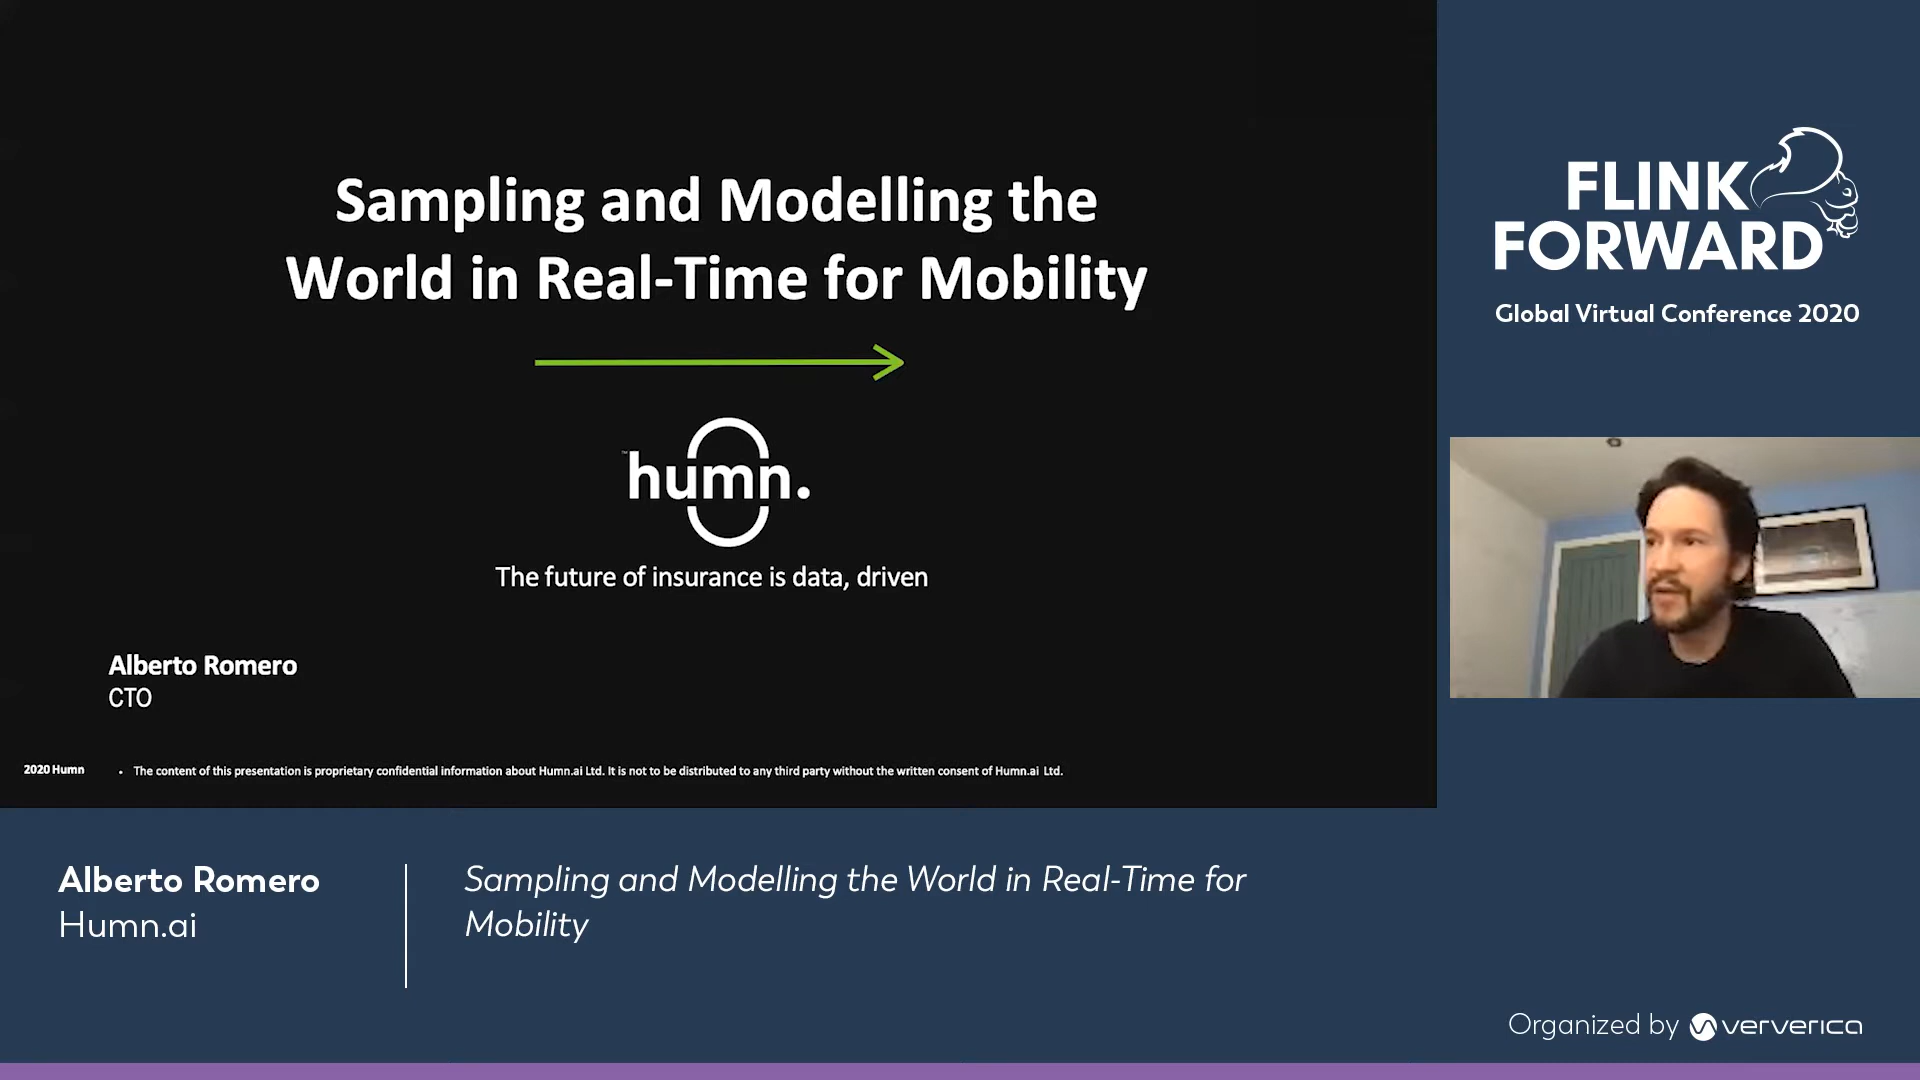 Sampling and Modelling the
World in Real-Time for Mobility
™humn.
The future of insurance is data, driven
Alberto Romero
CTO
2020 Humn
• The content of this presentation is proprietary confidential information about Humn.ai Ltd. It is not to be distributed to any third party without the written consent of Humn.ai Ltd.
FLINK
FORWARD
Global Virtual Conference 2020
Alberto Romero
Humn.ai
Sampling and Modelling the World in Real-Time for
Mobility
Organized by ververica